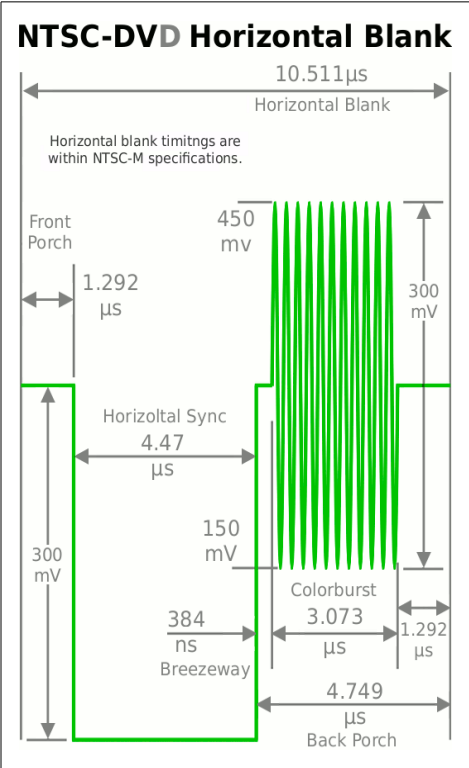 NTSC-DVD Horizontal Blank
10.511µs
Horizontal Blank
Horizontal blank timitngs are
within NTSC-M specifications.
Front
Porch
1.292
µs
450
mv
300
mV
Horizoltal Sync
4.47
µs
300
mV
150
mV
Colorburst
3.073
µs
384
ns
Breezeway
1.292
µs
4.749
µs
Back Porch